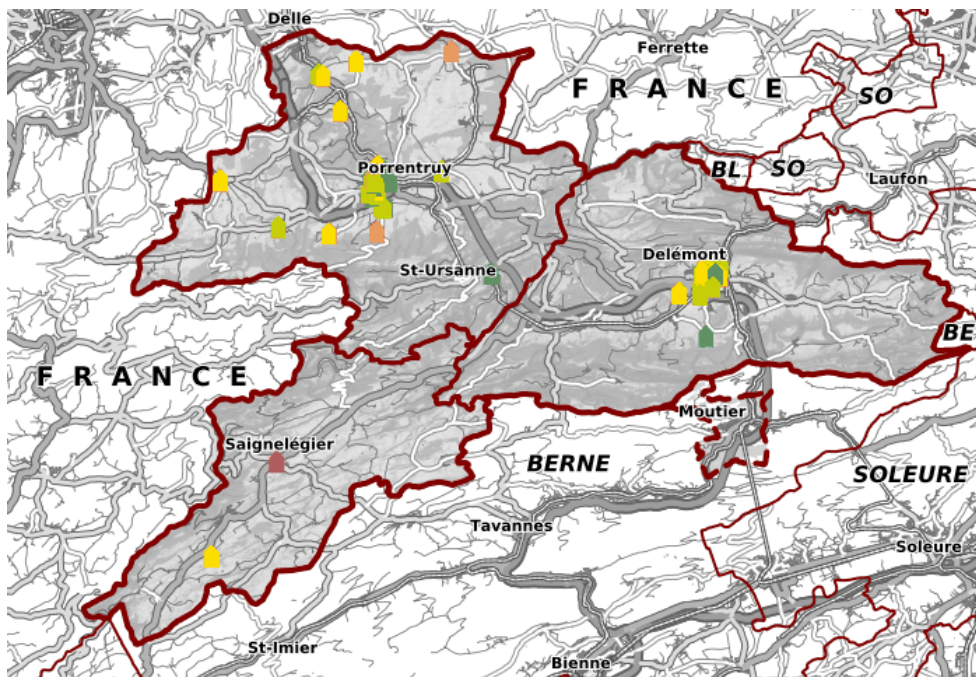 Delle
Ferrette
FRANCE
SO
Porrentruy
BL
SO
Laufon
Delémont
St-Ursanne
BE
FRANCE
Moutier
Saignelégier
BERNE
SOLEURE
Tavannes
Soleure
St-Imier
Bienne